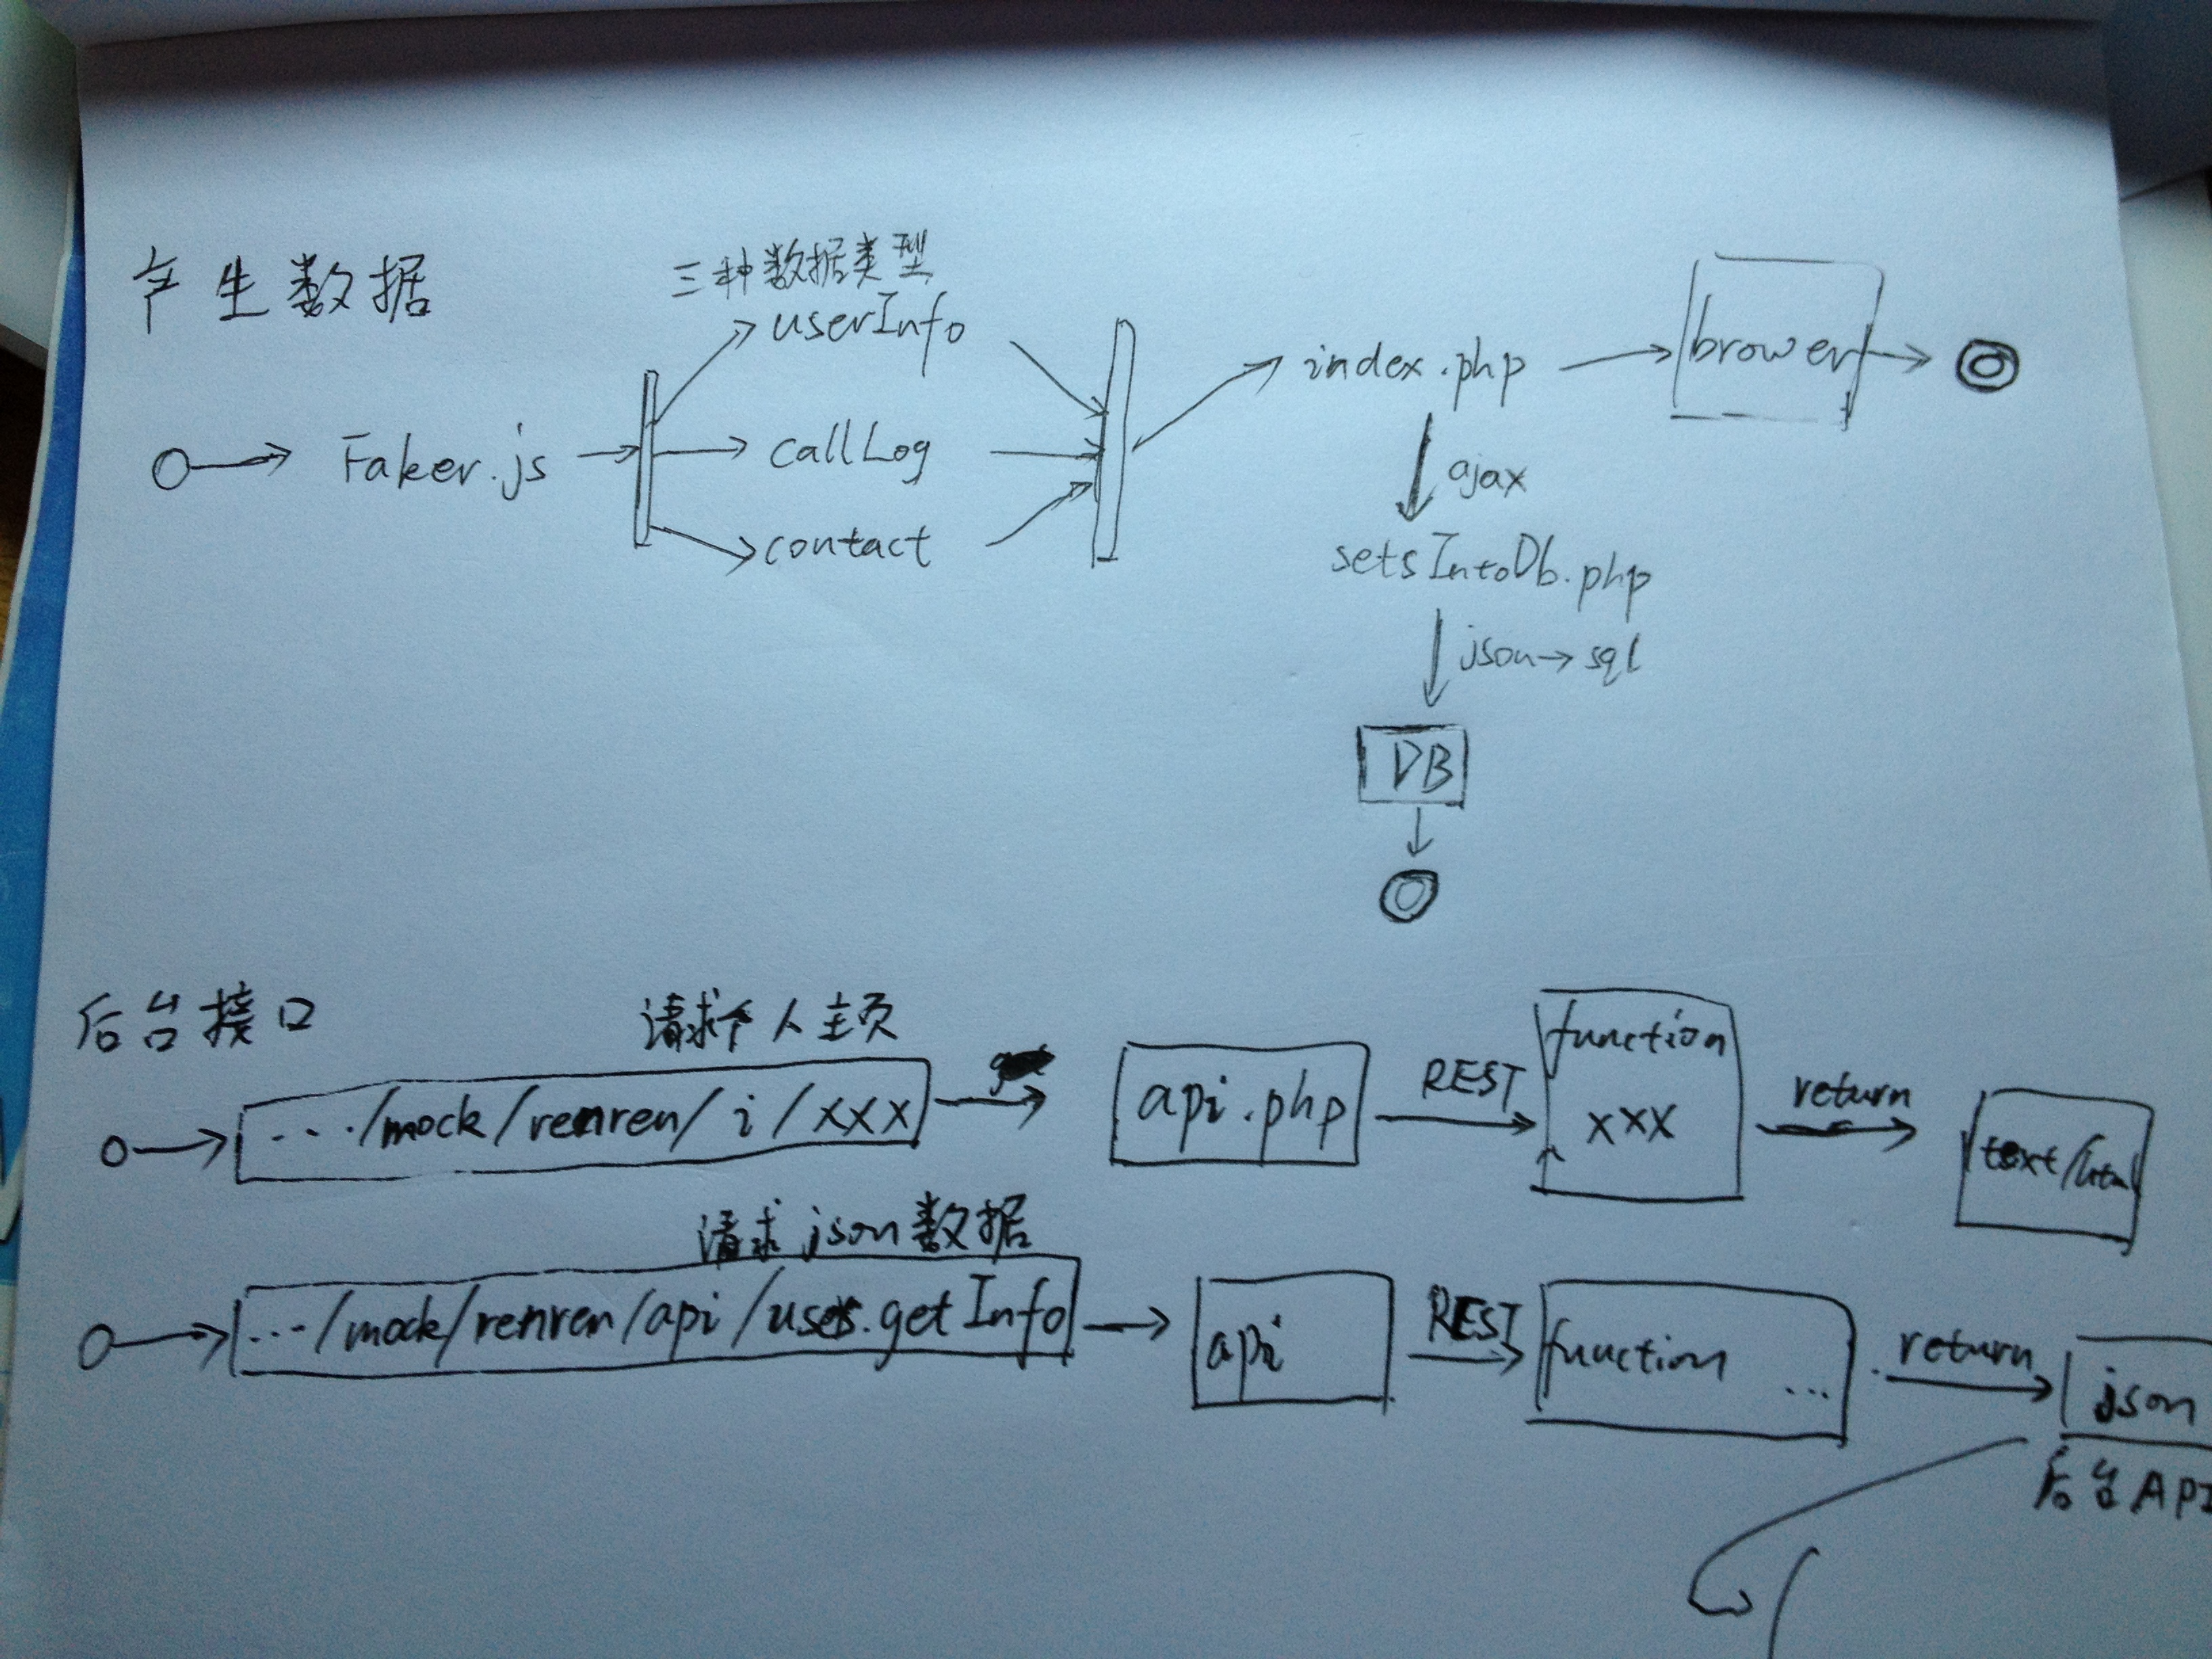 产生数据
三种数据类型
userInfo
Faker.js
callLog
contact
index.php
brower
ajax
setsIntoDb.php
json→sql
DB
后台接口
请求个人主页
.../mock/renren/i/xxx
api.php
REST
function
xxx
return
text/html
请求json数据
.../mock/renren/api/users.getInfo
api
REST
function ...
return
json
后台API